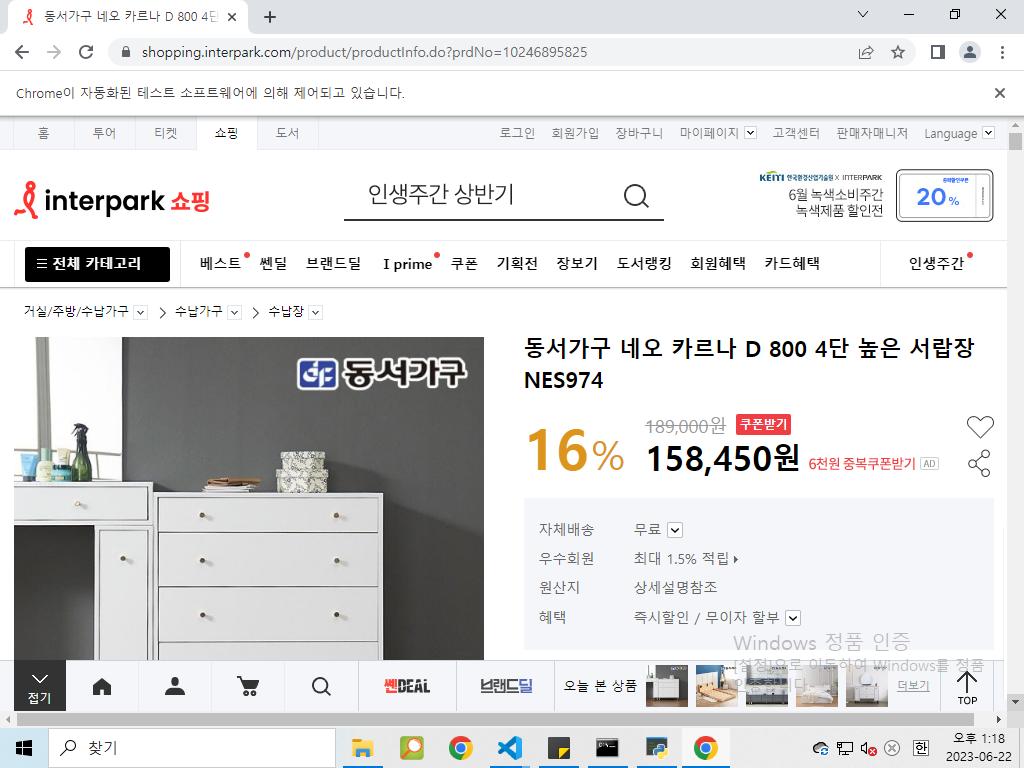 동서가구 네오 카르나 D 800 4단
shopping.interpark.com/product/productInfo.do?prdNo=10246895825
Chrome이 자동화된 테스트 소프트웨어에 의해 제어되고 있습니다.
홈 투어 티켓 쇼핑 도서 로그인 회원가입 장바구니 마이페이지 고객센터 판매자매니저 Language
interpark 쇼핑
인생주간 상반기
KEITI 한국환경산업기술원 X INTERPARK
6월 녹색소비주간
녹색제품 할인전
중복할인쿠폰
20%
전체 카테고리 베스트 쎈딜 브랜드딜 I prime 쿠폰 기획전 장보기 도서랭킹 회원혜택 카드혜택 인생주간
거실/주방/수납가구 수납가구 수납장
동서가구
동서가구 네오 카르나 D 800 4단 높은 서랍장
NES974
16%
189,000원 쿠폰받기
158,450원 6천원 중복쿠폰받기 AD
자체배송 무료
우수회원 최대 1.5% 적립
원산지 상세설명참조
혜택 즉시할인 / 무이자 할부
Windows 정품 인증
[설정]으로 이동하여 Windows를 정품
인증합니다.
접기
쎈DEAL
브랜드딜
오늘 본 상품
더보기
TOP
찾기
한
오후 1:18
2023-06-22